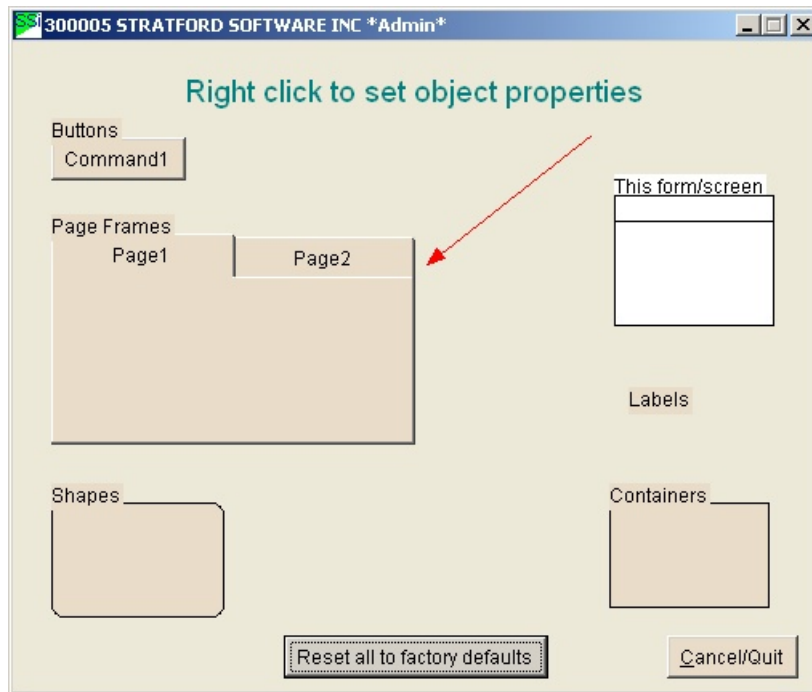 SSi 300005 STRATFORD SOFTWARE INC *Admin*
Right click to set object properties
Buttons
Command1
This form/screen
Page Frames
Page1 Page2
Labels
Shapes
Containers
Reset all to factory defaults
Cancel/Quit